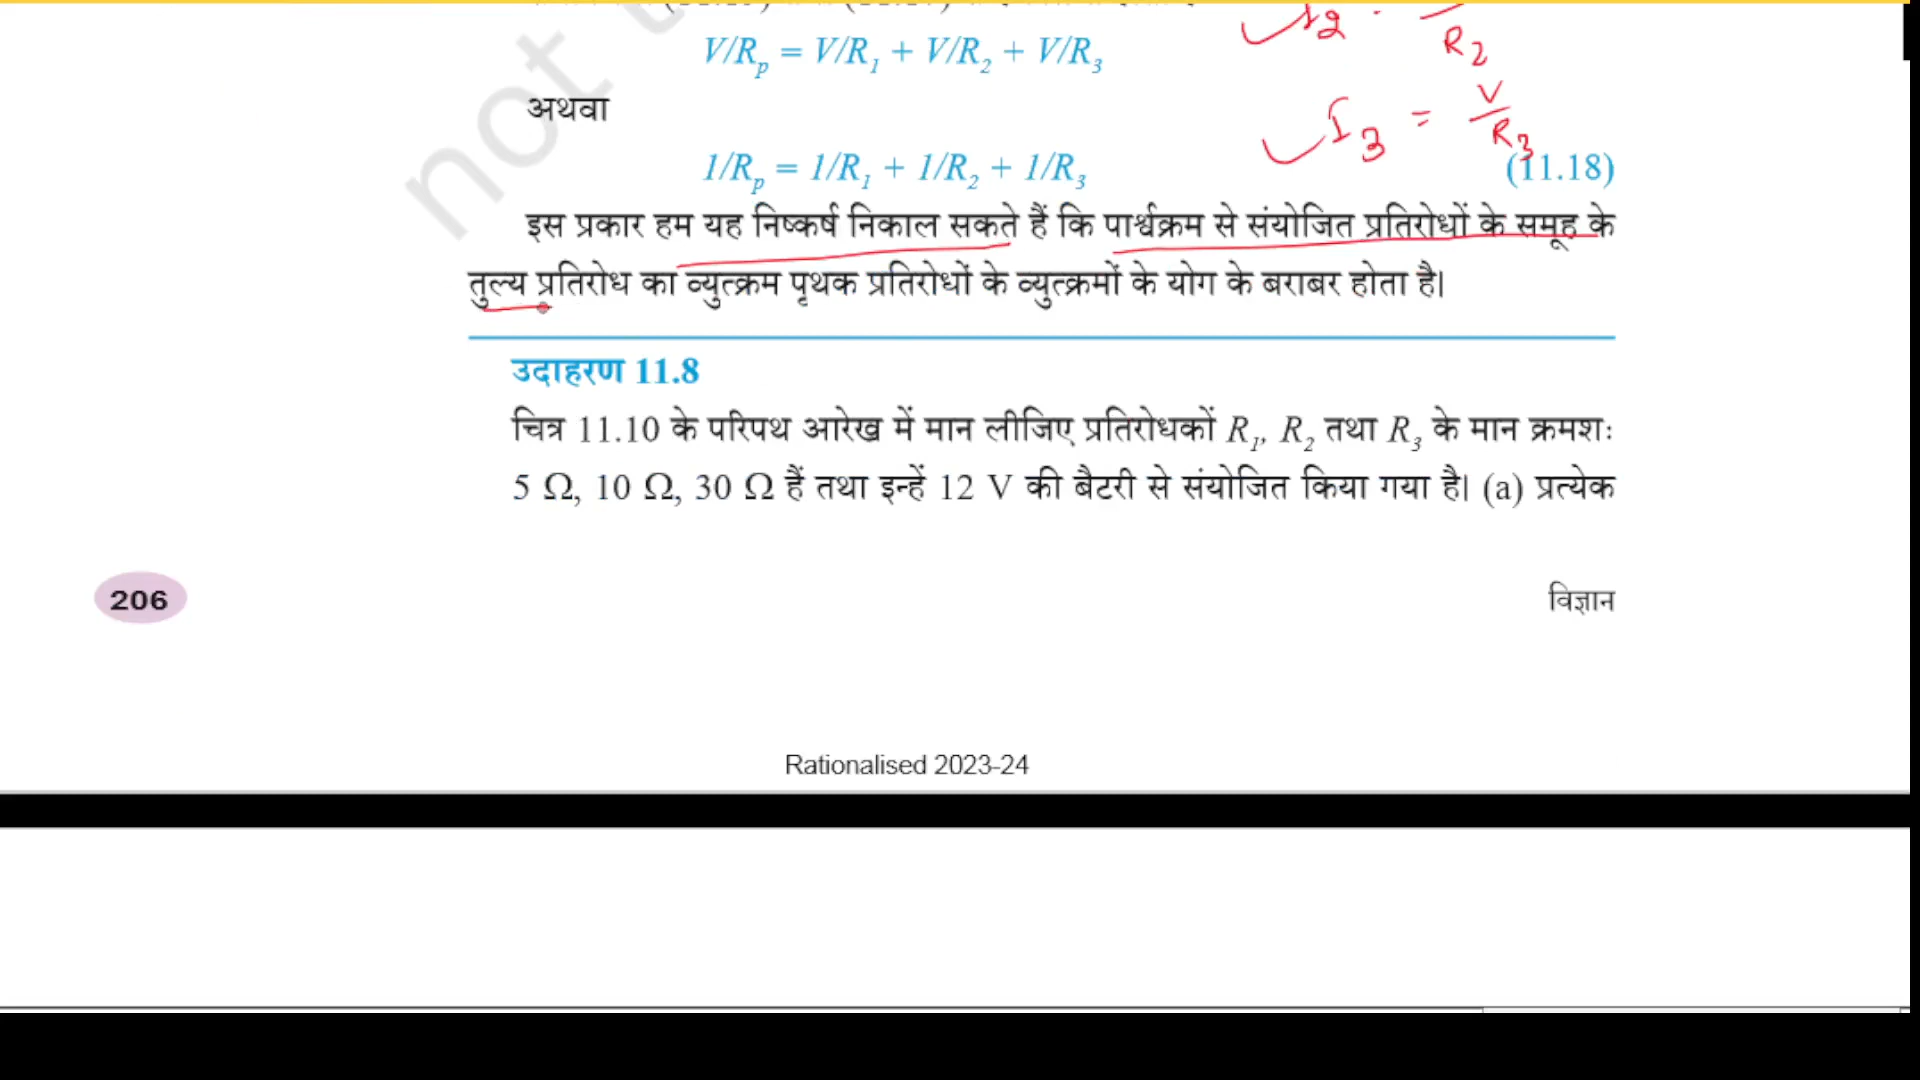 I2
R2
V/Rp = V/R1 + V/R2 + V/R3
अथवा
I3 = V/R3
1/Rp = 1/R1 + 1/R2 + 1/R3 (11.18)
इस प्रकार हम यह निष्कर्ष निकाल सकते हैं कि पार्श्वक्रम से संयोजित प्रतिरोधों के समूह के
तुल्य प्रतिरोध का व्युत्क्रम पृथक प्रतिरोधों के व्युत्क्रमों के योग के बराबर होता है।
उदाहरण 11.8
चित्र 11.10 के परिपथ आरेख में मान लीजिए प्रतिरोधकों R1, R2 तथा R3 के मान क्रमशः
5 Ω, 10 Ω, 30 Ω हैं तथा इन्हें 12 V की बैटरी से संयोजित किया गया है। (a) प्रत्येक
206
विज्ञान
Rationalised 2023-24
not